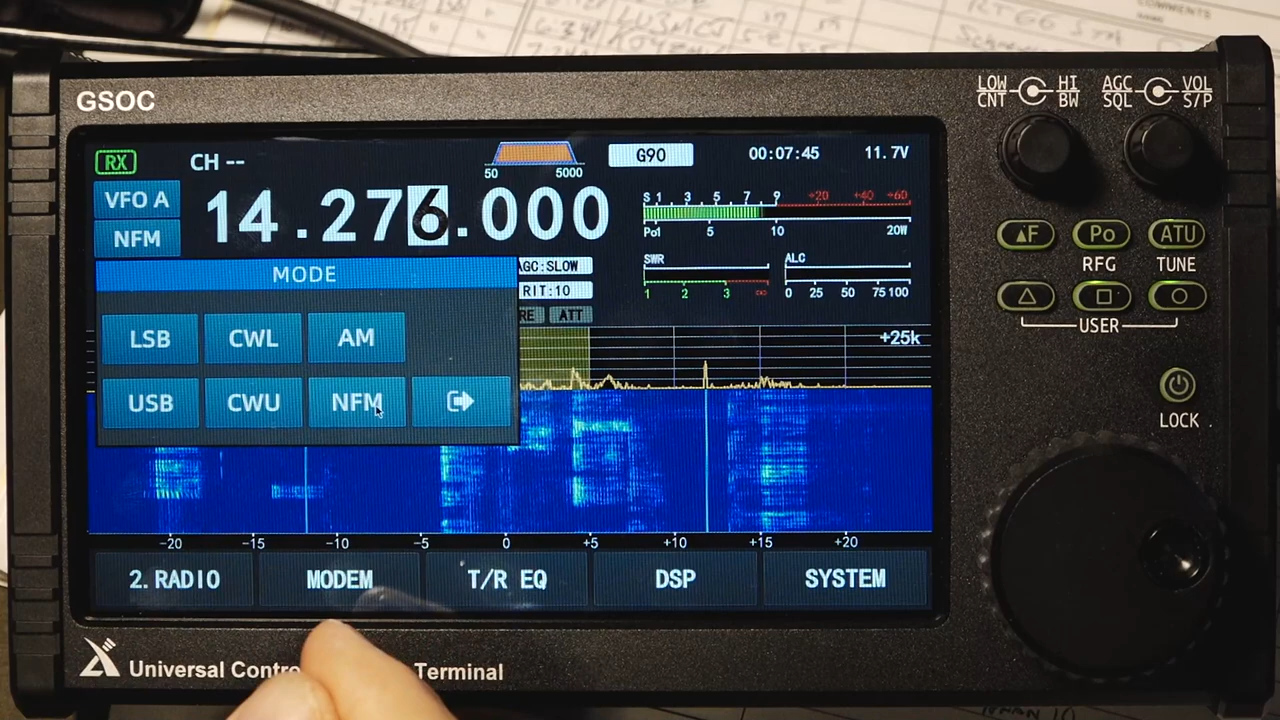 COMMENTS
GSOC
LOW HI AGC VOL
CNT BW SQL S/P
RX CH -- 50 5000 G90 00:07:45 11.7V
VFO A
NFM
14.276.000
S 1 3 5 7 9 +20 +40 +60
Po1 5 10 20W
SWR ALC
1 2 3 ∞ 0 25 50 75 100
AGC:SLOW
RIT:10
RE ATT
MODE
LSB CWL AM
USB CWU NFM
+25k
-20 -15 -10 -5 0 +5 +10 +15 +20
2.RADIO MODEM T/R EQ DSP SYSTEM
F Po ATU
RFG TUNE
USER
LOCK
Universal Contro Terminal